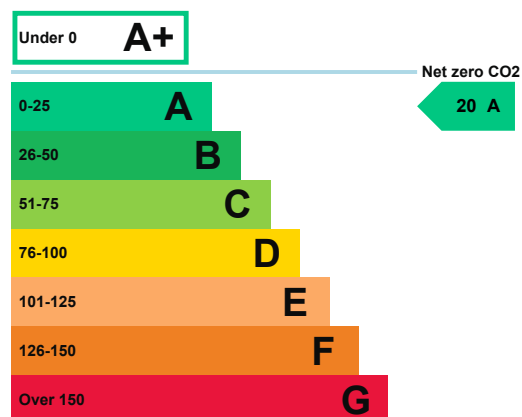 Under 0 A+
Net zero CO2
0-25 A
20 A
26-50 B
51-75 C
76-100 D
101-125 E
126-150 F
Over 150 G